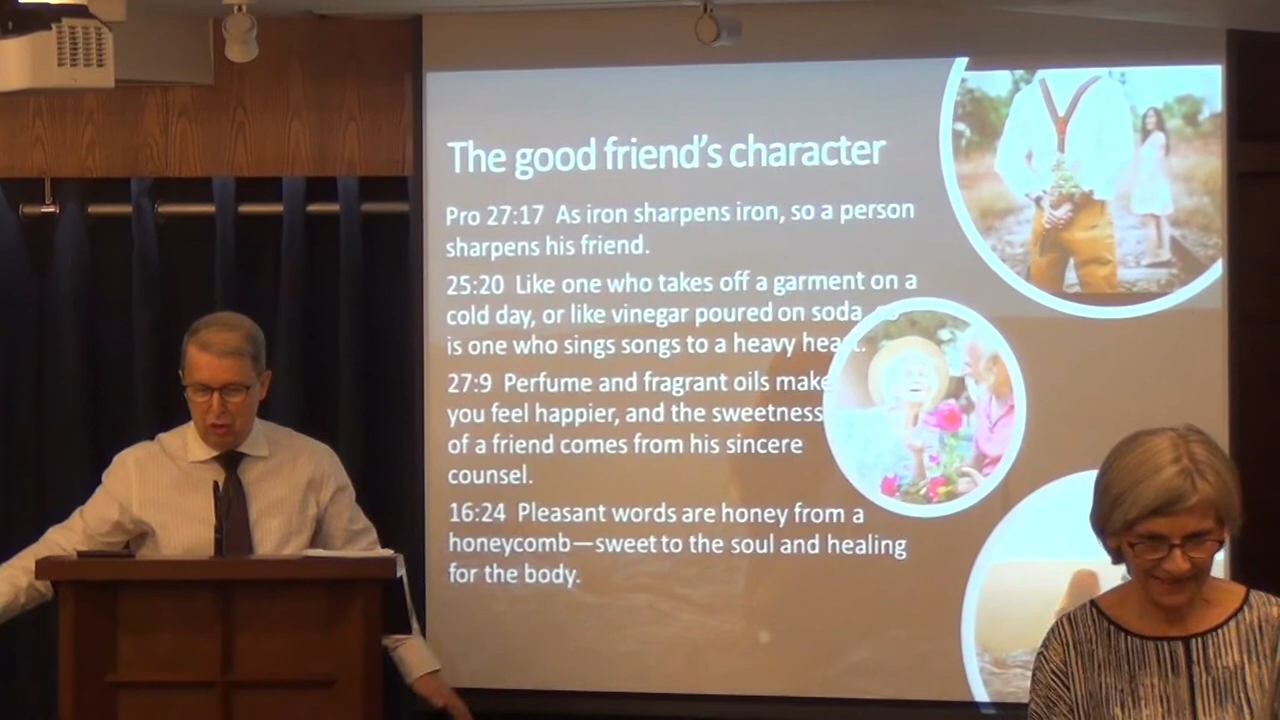 The good friend's character
Pro 27:17 As iron sharpens iron, so a person
sharpens his friend.
25:20 Like one who takes off a garment on a
cold day, or like vinegar poured on soda,
is one who sings songs to a heavy heart.
27:9 Perfume and fragrant oils make
you feel happier, and the sweetness
of a friend comes from his sincere
counsel.
16:24 Pleasant words are honey from a
honeycomb—sweet to the soul and healing
for the body.